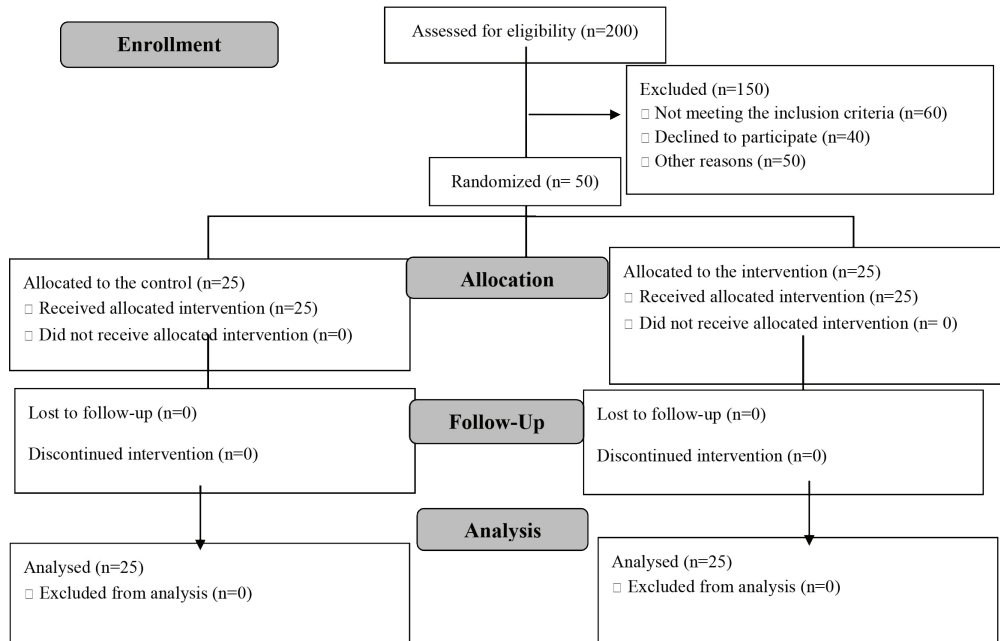 Enrollment
Assessed for eligibility (n=200)
Excluded (n=150)
▯ Not meeting the inclusion criteria (n=60)
▯ Declined to participate (n=40)
▯ Other reasons (n=50)
Randomized (n= 50)
Allocation
Allocated to the control (n=25)
▯ Received allocated intervention (n=25)
▯ Did not receive allocated intervention (n=0)
Allocated to the intervention (n=25)
▯ Received allocated intervention (n=25)
▯ Did not receive allocated intervention (n= 0)
Follow-Up
Lost to follow-up (n=0)
Discontinued intervention (n=0)
Lost to follow-up (n=0)
Discontinued intervention (n=0)
Analysis
Analysed (n=25)
▯ Excluded from analysis (n=0)
Analysed (n=25)
▯ Excluded from analysis (n=0)